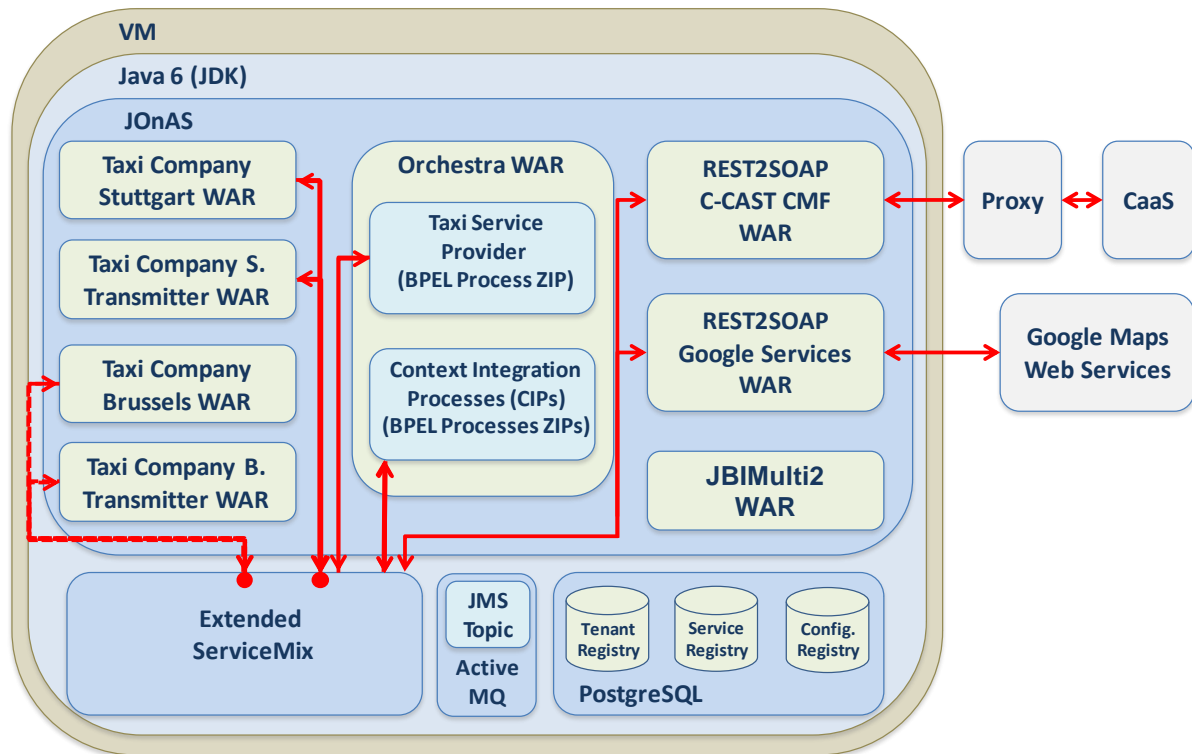 VM
Java 6 (JDK)
JOnAS
Taxi Company
Stuttgart WAR
Taxi Company S.
Transmitter WAR
Taxi Company
Brussels WAR
Taxi Company B.
Transmitter WAR
Orchestra WAR
Taxi Service
Provider
(BPEL Process ZIP)
Context Integration
Processes (CIPs)
(BPEL Processes ZIPs)
REST2SOAP
C-CAST CMF
WAR
REST2SOAP
Google Services
WAR
JBIMulti2
WAR
Proxy
CaaS
Google Maps
Web Services
Extended
ServiceMix
JMS
Topic
Active
MQ
Tenant
Registry
Service
Registry
Config.
Registry
PostgreSQL